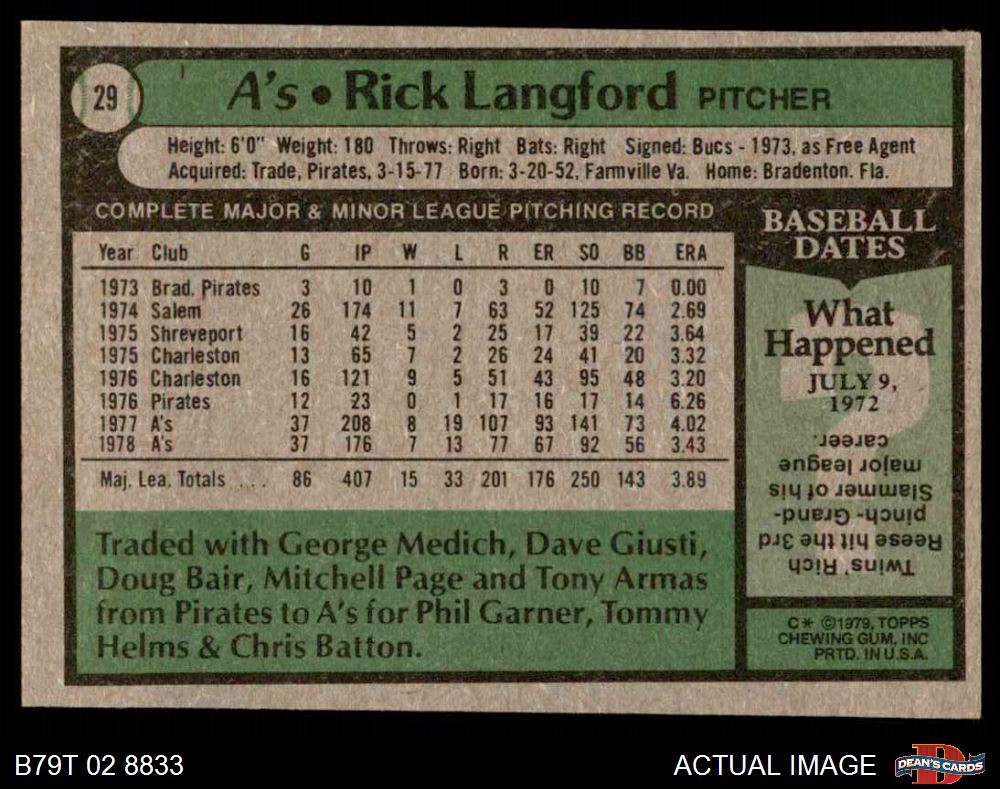 29
A's • Rick Langford PITCHER
Height: 6'0" Weight: 180 Throws: Right Bats: Right Signed: Bucs - 1973, as Free Agent
Acquired: Trade, Pirates, 3-15-77 Born: 3-20-52, Farmville Va. Home: Bradenton. Fla.
COMPLETE MAJOR & MINOR LEAGUE PITCHING RECORD
Year Club G IP W L R ER SO BB ERA
1973 Brad. Pirates 3 10 1 0 3 0 10 7 0.00
1974 Salem 26 174 11 7 63 52 125 74 2.69
1975 Shreveport 16 42 5 2 25 17 39 22 3.64
1975 Charleston 13 65 7 2 26 24 41 20 3.32
1976 Charleston 16 121 9 5 51 43 95 48 3.20
1976 Pirates 12 23 0 1 17 16 17 14 6.26
1977 A's 37 208 8 19 107 93 141 73 4.02
1978 A's 37 176 7 13 77 67 92 56 3.43
Maj. Lea. Totals ... 86 407 15 33 201 176 250 143 3.89
Traded with George Medich, Dave Giusti,
Doug Bair, Mitchell Page and Tony Armas
from Pirates to A's for Phil Garner, Tommy
Helms & Chris Batton.
BASEBALL
DATES
What
Happened
JULY 9,
1972
Twins' Rich
Reese hit the 3rd
pinch-Grand-
Slammer of his
major league
career.
C* ©1979, TOPPS
CHEWING GUM, INC
PRTD. IN U.S.A.
B79T 02 8833
ACTUAL IMAGE
D
DEAN'S CARDS